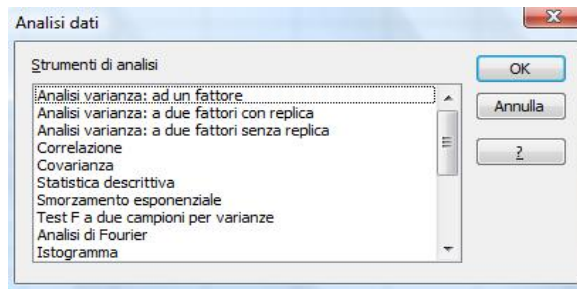 Analisi dati
Strumenti di analisi
Analisi varianza: ad un fattore
Analisi varianza: a due fattori con replica
Analisi varianza: a due fattori senza replica
Correlazione
Covarianza
Statistica descrittiva
Smorzamento esponenziale
Test F a due campioni per varianze
Analisi di Fourier
Istogramma
OK
Annulla
?